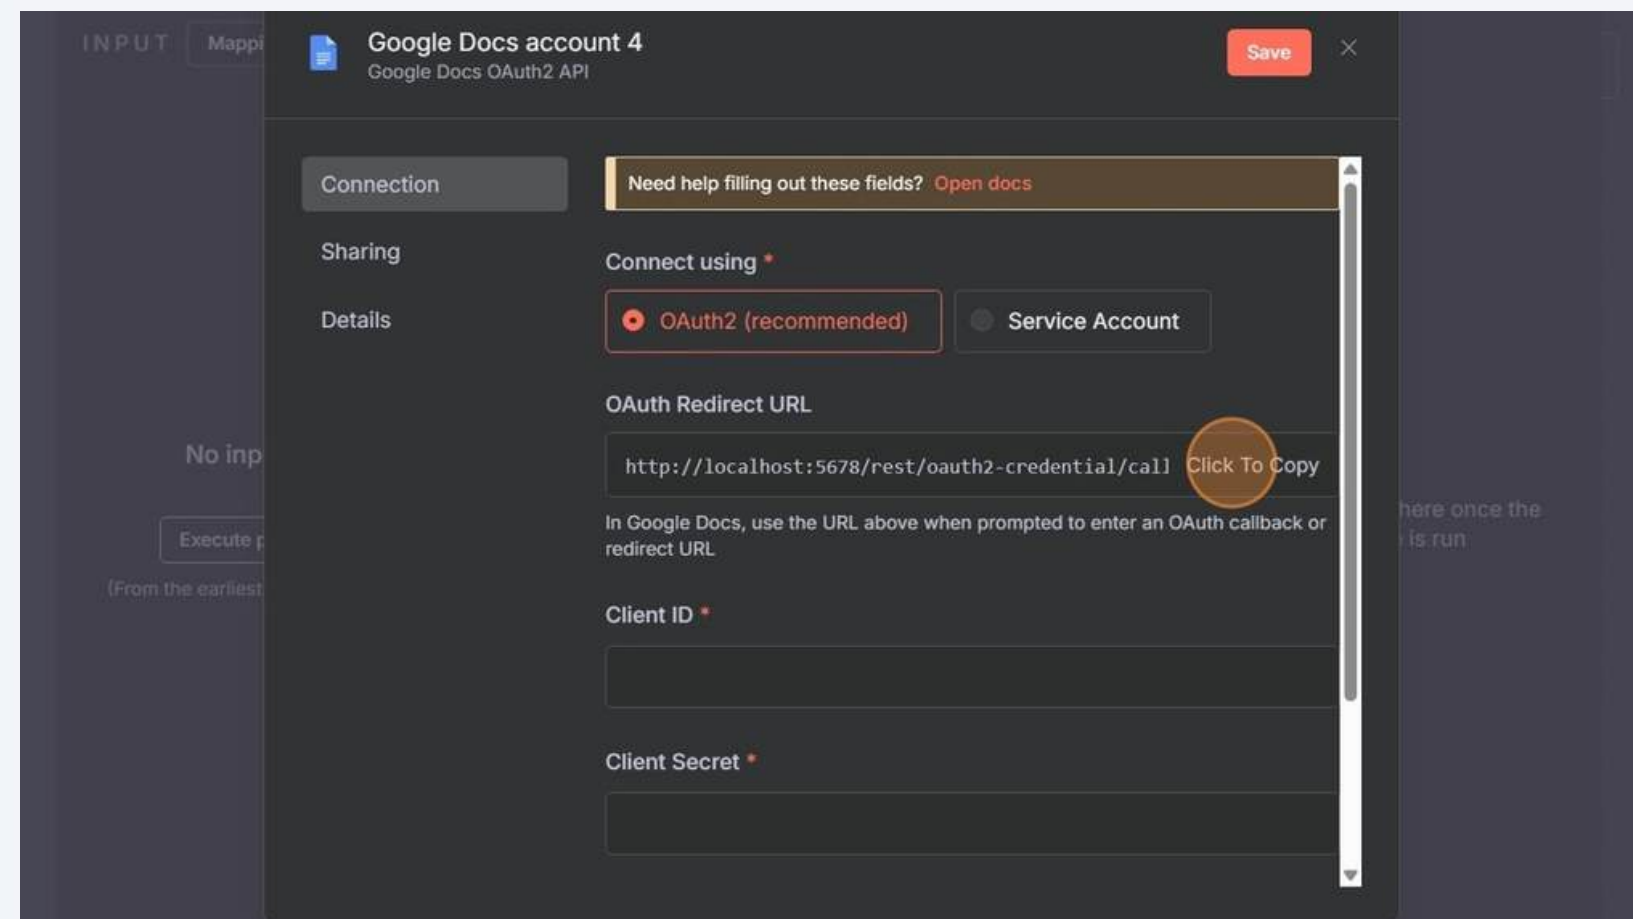 INPUT
Mappi
Google Docs account 4
Google Docs OAuth2 API
Save
Connection
Sharing
Details
Need help filling out these fields? Open docs
Connect using *
OAuth2 (recommended)
Service Account
OAuth Redirect URL
http://localhost:5678/rest/oauth2-credential/call
Click To Copy
In Google Docs, use the URL above when prompted to enter an OAuth callback or
redirect URL
Client ID *
Client Secret *
No inp
Execute p
(From the earliest
here once the
is run